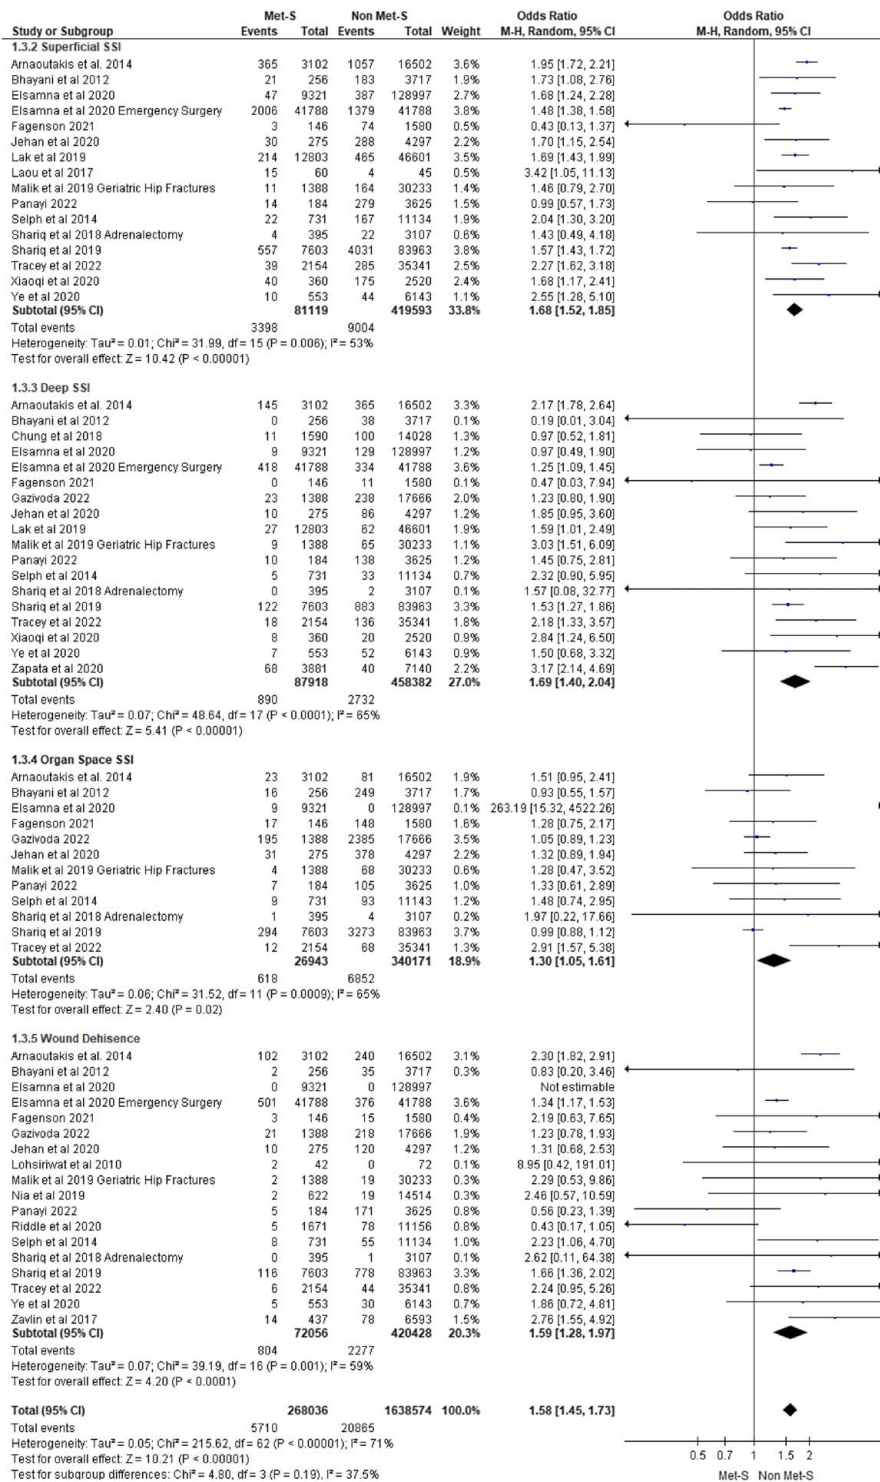 Met-S Non Met-S Odds Ratio Odds Ratio
Study or Subgroup Events Total Events Total Weight M-H, Random, 95% CI M-H, Random, 95% CI
1.3.2 Superficial SSI
Arnaoutakis et al. 2014 365 3102 1057 16502 3.6% 1.95 [1.72, 2.21]
Bhayani et al 2012 21 256 183 3717 1.9% 1.73 [1.08, 2.76]
Elsamna et al 2020 47 9321 387 128997 2.7% 1.68 [1.24, 2.28]
Elsamna et al 2020 Emergency Surgery 2006 41788 1379 41788 3.8% 1.48 [1.38, 1.58]
Fagenson 2021 3 146 74 1580 0.5% 0.43 [0.13, 1.37]
Jehan et al 2020 30 275 288 4297 2.2% 1.70 [1.15, 2.54]
Lak et al 2019 214 12803 465 46601 3.5% 1.69 [1.43, 1.99]
Laou et al 2017 15 60 4 45 0.5% 3.42 [1.05, 11.13]
Malik et al 2019 Geriatric Hip Fractures 11 1388 164 30233 1.4% 1.46 [0.79, 2.70]
Panayi 2022 14 184 279 3625 1.6% 0.99 [0.57, 1.73]
Selph et al 2014 22 731 167 11134 2.0% 2.04 [1.30, 3.20]
Shariq et al 2018 Adrenalectomy 4 395 22 3107 0.6% 1.43 [0.49, 4.18]
Shariq et al 2019 557 7603 4031 83963 3.8% 1.57 [1.43, 1.72]
Tracey et al 2022 39 2154 285 35341 2.5% 2.27 [1.62, 3.18]
Xiaoqi et al 2020 40 360 175 2520 2.4% 1.68 [1.17, 2.41]
Ye et al 2020 10 553 44 6143 1.1% 2.55 [1.28, 5.10]
Subtotal (95% CI) 81119 419593 33.8% 1.68 [1.52, 1.85]
Total events 3398 9004
Heterogeneity: Tau² = 0.01; Chi² = 31.99, df = 15 (P = 0.006); I² = 53%
Test for overall effect: Z = 10.42 (P < 0.00001)
1.3.3 Deep SSI
Arnaoutakis et al. 2014 145 3102 365 16502 3.3% 2.17 [1.78, 2.64]
Bhayani et al 2012 0 256 38 3717 0.1% 0.19 [0.01, 3.04]
Chung et al 2018 11 1590 100 14028 1.3% 0.97 [0.52, 1.81]
Elsamna et al 2020 9 9321 129 128997 1.2% 0.97 [0.49, 1.90]
Elsamna et al 2020 Emergency Surgery 418 41788 334 41788 3.6% 1.25 [1.09, 1.45]
Fagenson 2021 0 146 11 1580 0.1% 0.47 [0.03, 7.94]
Gazivoda 2022 23 1388 238 17666 2.0% 1.23 [0.80, 1.90]
Jehan et al 2020 10 275 86 4297 1.2% 1.85 [0.95, 3.60]
Lak et al 2019 27 12803 62 46601 1.9% 1.59 [1.01, 2.49]
Malik et al 2019 Geriatric Hip Fractures 9 1388 65 30233 1.1% 3.03 [1.51, 6.09]
Panayi 2022 10 184 138 3625 1.2% 1.45 [0.75, 2.81]
Selph et al 2014 5 731 33 11134 0.7% 2.32 [0.90, 5.95]
Shariq et al 2018 Adrenalectomy 0 395 2 3107 0.1% 1.57 [0.08, 32.77]
Shariq et al 2019 122 7603 883 83963 3.3% 1.53 [1.27, 1.86]
Tracey et al 2022 18 2154 136 35341 1.8% 2.18 [1.33, 3.57]
Xiaoqi et al 2020 8 360 20 2520 0.9% 2.84 [1.24, 6.50]
Ye et al 2020 7 553 52 6143 1.0% 1.50 [0.68, 3.32]
Zapata et al 2020 68 3881 40 7140 2.2% 3.17 [2.14, 4.69]
Subtotal (95% CI) 87918 458382 27.0% 1.69 [1.40, 2.04]
Total events 890 2732
Heterogeneity: Tau² = 0.07; Chi² = 48.64, df = 17 (P < 0.0001); I² = 65%
Test for overall effect: Z = 5.41 (P < 0.00001)
1.3.4 Organ Space SSI
Arnaoutakis et al. 2014 23 3102 81 16502 1.9% 1.51 [0.95, 2.41]
Bhayani et al 2012 16 256 249 3717 1.7% 0.93 [0.55, 1.57]
Elsamna et al 2020 9 9321 0 128997 0.1% 263.19 [15.32, 4522.26]
Fagenson 2021 17 146 148 1580 1.6% 1.28 [0.75, 2.17]
Gazivoda 2022 195 1388 2385 17666 3.5% 1.05 [0.89, 1.23]
Jehan et al 2020 31 275 378 4297 2.2% 1.32 [0.89, 1.94]
Malik et al 2019 Geriatric Hip Fractures 4 1388 68 30233 0.8% 1.28 [0.47, 3.52]
Panayi 2022 7 184 105 3625 1.0% 1.33 [0.61, 2.89]
Selph et al 2014 9 731 93 11143 1.2% 1.48 [0.74, 2.95]
Shariq et al 2018 Adrenalectomy 1 395 4 3107 0.2% 1.97 [0.22, 17.66]
Shariq et al 2019 294 7603 3273 83963 3.7% 0.99 [0.88, 1.12]
Tracey et al 2022 12 2154 68 35341 1.3% 2.91 [1.57, 5.38]
Subtotal (95% CI) 26943 340171 18.9% 1.30 [1.05, 1.61]
Total events 618 6852
Heterogeneity: Tau² = 0.06; Chi² = 31.52, df = 11 (P = 0.0009); I² = 65%
Test for overall effect: Z = 2.40 (P = 0.02)
1.3.5 Wound Dehisence
Arnaoutakis et al. 2014 102 3102 240 16502 3.1% 2.30 [1.82, 2.91]
Bhayani et al 2012 2 256 35 3717 0.3% 0.83 [0.20, 3.46]
Elsamna et al 2020 0 9321 0 128997 Not estimable
Elsamna et al 2020 Emergency Surgery 501 41788 376 41788 3.6% 1.34 [1.17, 1.53]
Fagenson 2021 3 146 15 1580 0.4% 2.19 [0.63, 7.65]
Gazivoda 2022 21 1388 218 17666 1.9% 1.23 [0.78, 1.93]
Jehan et al 2020 10 275 120 4297 1.2% 1.31 [0.68, 2.53]
Lohsiriwat et al 2010 2 42 0 72 0.1% 8.95 [0.42, 191.01]
Malik et al 2019 Geriatric Hip Fractures 2 1388 19 30233 0.3% 2.29 [0.53, 9.86]
Nia et al 2019 2 622 19 14514 0.3% 2.46 [0.57, 10.59]
Panayi 2022 5 184 171 3625 0.8% 0.56 [0.23, 1.39]
Riddle et al 2020 5 1671 78 11156 0.8% 0.43 [0.17, 1.05]
Selph et al 2014 8 731 55 11134 1.0% 2.23 [1.06, 4.70]
Shariq et al 2018 Adrenalectomy 0 395 1 3107 0.1% 2.62 [0.11, 64.38]
Shariq et al 2019 116 7603 778 83963 3.3% 1.66 [1.36, 2.02]
Tracey et al 2022 6 2154 44 35341 0.8% 2.24 [0.95, 5.26]
Ye et al 2020 5 553 30 6143 0.7% 1.86 [0.72, 4.81]
Zavlin et al 2017 14 437 78 6593 1.5% 2.76 [1.55, 4.92]
Subtotal (95% CI) 72056 420428 20.3% 1.59 [1.28, 1.97]
Total events 804 2277
Heterogeneity: Tau² = 0.07; Chi² = 39.19, df = 16 (P = 0.001); I² = 59%
Test for overall effect: Z = 4.20 (P < 0.0001)
Total (95% CI) 268036 1638574 100.0% 1.58 [1.45, 1.73]
Total events 5710 20865
Heterogeneity: Tau² = 0.05; Chi² = 215.62, df = 62 (P < 0.00001); I² = 71%
Test for overall effect: Z = 10.21 (P < 0.00001)
Test for subgroup differences: Chi² = 4.80, df = 3 (P = 0.19), I² = 37.5%
0.5 0.7 1 1.5 2
Met-S Non Met-S